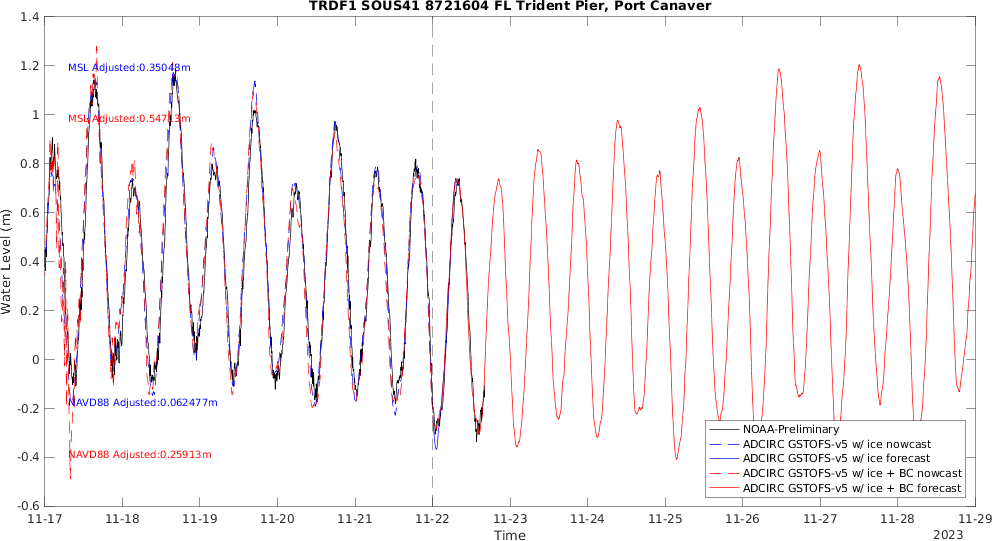 TRDF1 SOUS41 8721604 FL Trident Pier, Port Canaver
1.4
1.2
1
0.8
0.6
0.4
0.2
0
-0.2
-0.4
-0.6
Water Level (m)
MSL Adjusted:0.35043m
MSL Adjusted:0.54713m
NAVD88 Adjusted:0.062477m
NAVD88 Adjusted:0.25913m
NOAA-Preliminary
ADCIRC GSTOFS-v5 w/ ice nowcast
ADCIRC GSTOFS-v5 w/ ice forecast
ADCIRC GSTOFS-v5 w/ ice + BC nowcast
ADCIRC GSTOFS-v5 w/ ice + BC forecast
11-17 11-18 11-19 11-20 11-21 11-22 11-23 11-24 11-25 11-26 11-27 11-28 11-29
Time
2023